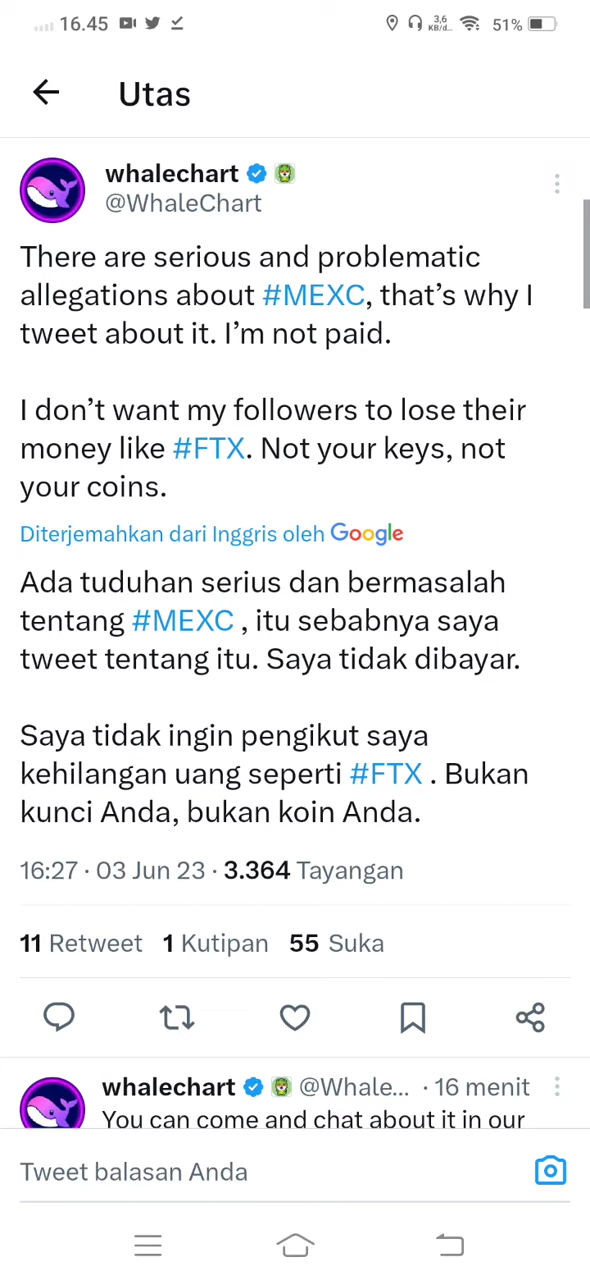 16.45
3,6
KB/d...
51%
Utas
whalechart
@WhaleChart
There are serious and problematic
allegations about #MEXC, that’s why I
tweet about it. I’m not paid.
I don’t want my followers to lose their
money like #FTX. Not your keys, not
your coins.
Diterjemahkan dari Inggris oleh Google
Ada tuduhan serius dan bermasalah
tentang #MEXC , itu sebabnya saya
tweet tentang itu. Saya tidak dibayar.
Saya tidak ingin pengikut saya
kehilangan uang seperti #FTX . Bukan
kunci Anda, bukan koin Anda.
16:27 · 03 Jun 23 · 3.364 Tayangan
11 Retweet 1 Kutipan 55 Suka
whalechart @Whale... · 16 menit
You can come and chat about it in our
Tweet balasan Anda